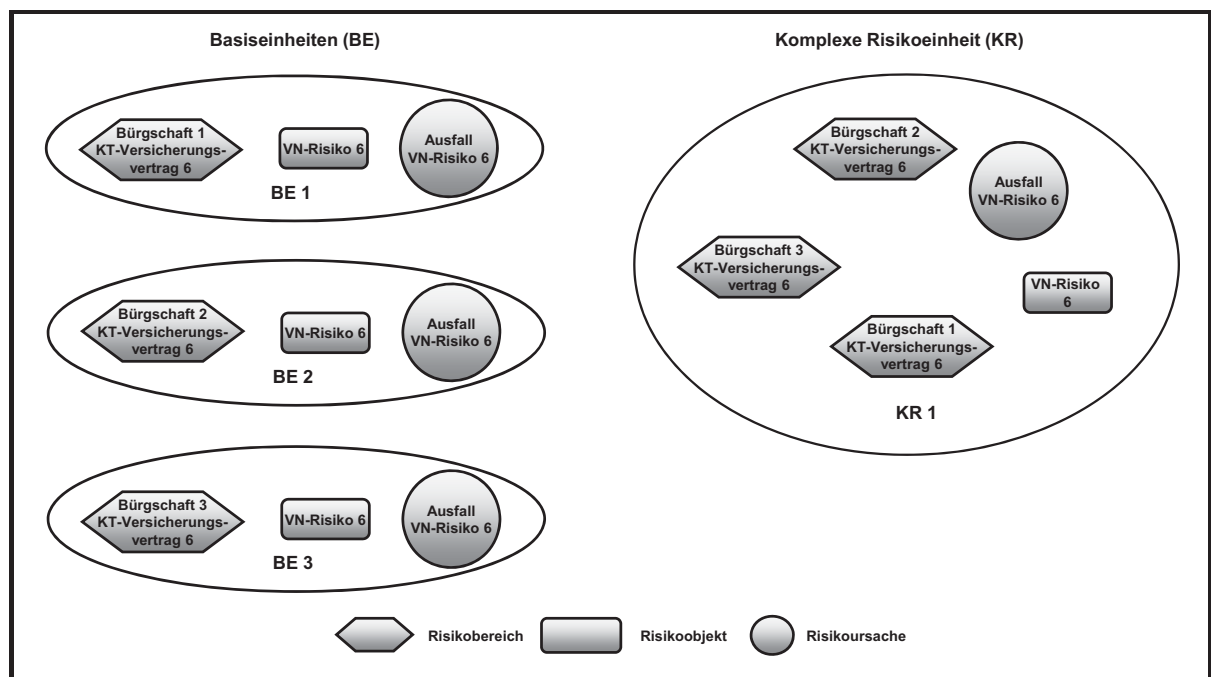 Basiseinheiten (BE)
Bürgschaft 1
KT-Versicherungs-
vertrag 6
VN-Risiko 6
Ausfall
VN-Risiko 6
BE 1
Bürgschaft 2
KT-Versicherungs-
vertrag 6
VN-Risiko 6
Ausfall
VN-Risiko 6
BE 2
Bürgschaft 3
KT-Versicherungs-
vertrag 6
VN-Risiko 6
Ausfall
VN-Risiko 6
BE 3
Komplexe Risikoeinheit (KR)
Bürgschaft 2
KT-Versicherungs-
vertrag 6
Ausfall
VN-Risiko 6
Bürgschaft 3
KT-Versicherungs-
vertrag 6
VN-Risiko
6
Bürgschaft 1
KT-Versicherungs-
vertrag 6
KR 1
Risikobereich
Risikoobjekt
Risikoursache